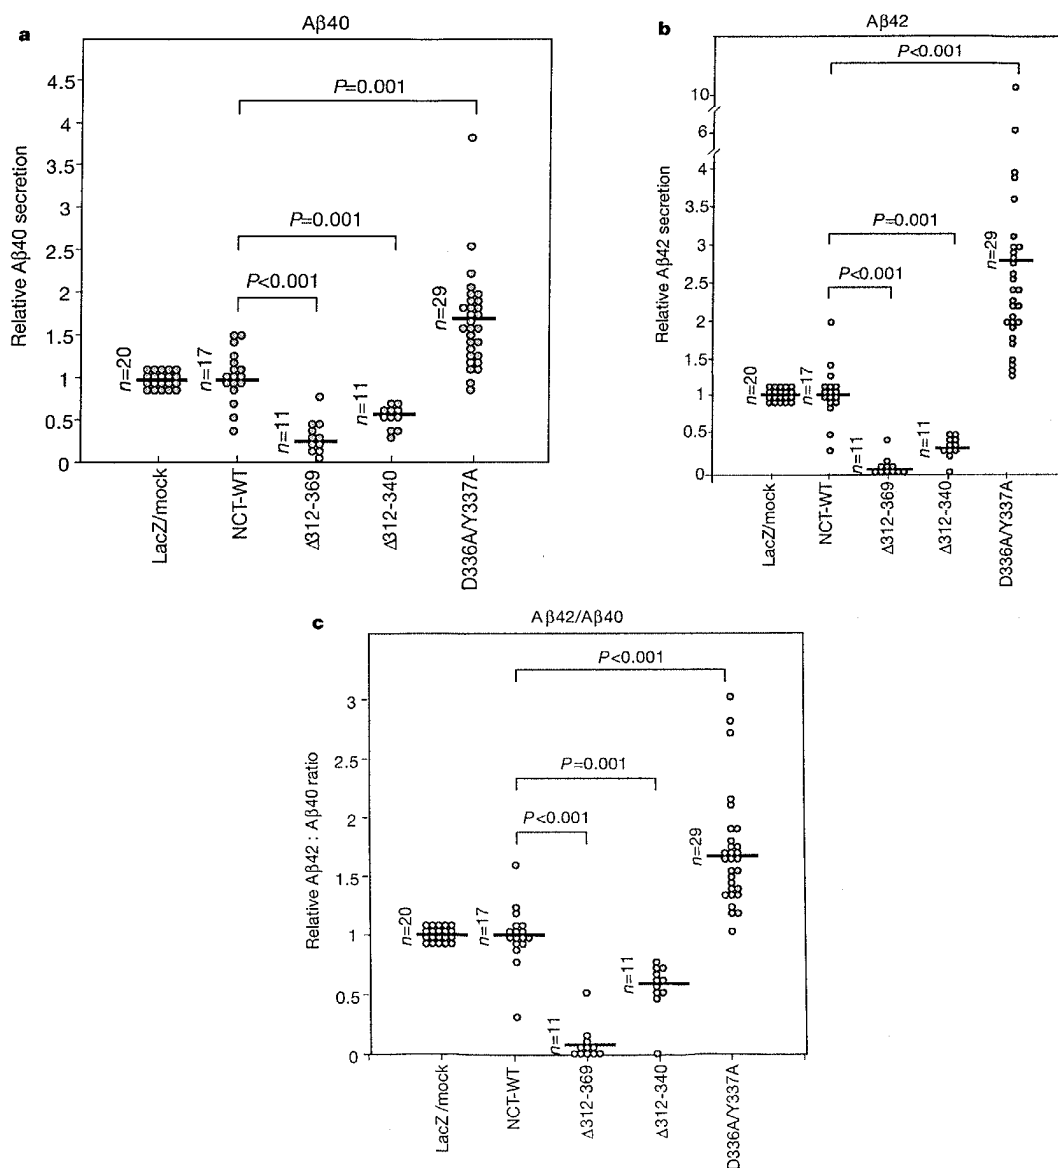 a
Aβ40
Relative Aβ40 secretion
4.5
4
3.5
3
2.5
2
1.5
1
0.5
0
P=0.001
P=0.001
P<0.001
n=20
n=17
n=11
n=11
n=29
LacZ/mock
NCT-WT
Δ312-369
Δ312-340
D336A/Y337A
b
Aβ42
Relative Aβ42 secretion
10
6
4
3.5
3
2.5
2
1.5
1
0.5
0
P<0.001
P=0.001
P<0.001
n=20
n=17
n=11
n=11
n=29
LacZ/mock
NCT-WT
Δ312-369
Δ312-340
D336A/Y337A
c
Aβ42/Aβ40
Relative Aβ42 : Aβ40 ratio
3
2.5
2
1.5
1
0.5
0
P<0.001
P=0.001
P<0.001
n=20
n=17
n=11
n=11
n=29
LacZ /mock
NCT-WT
Δ312-369
Δ312-340
D336A/Y337A